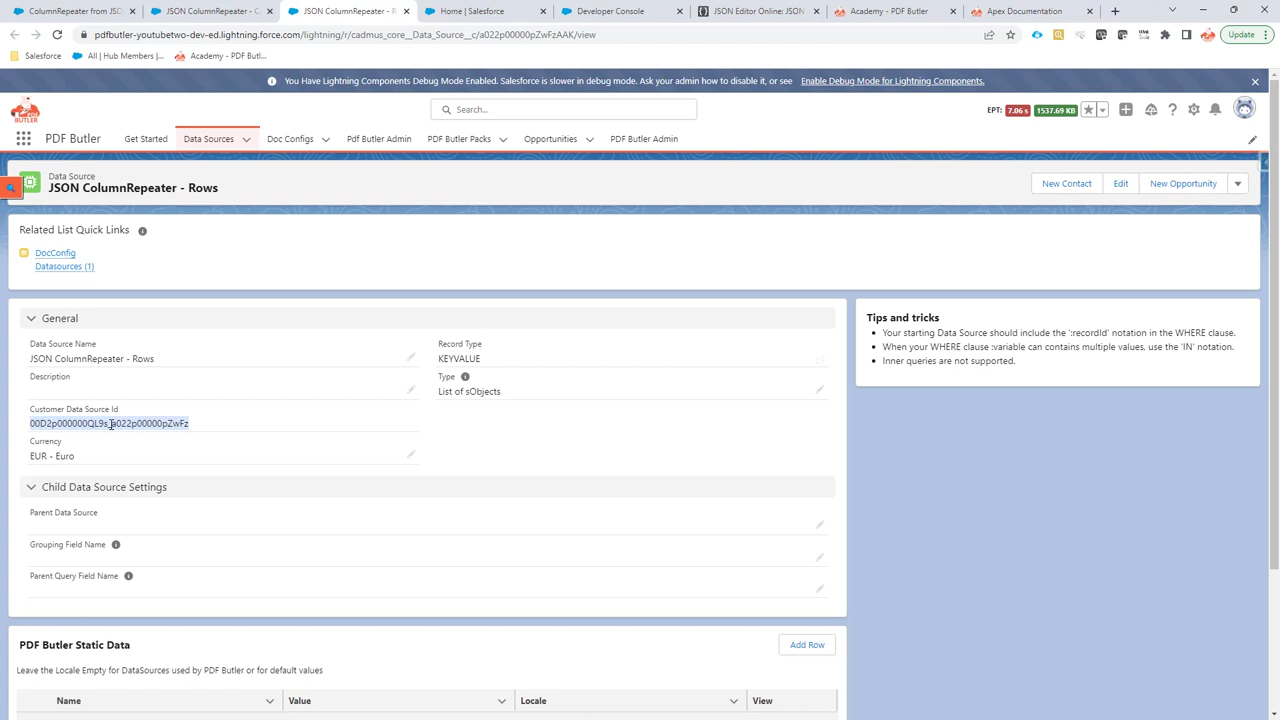 ColumnRepeater from JSO
JSON ColumnRepeater - C
JSON ColumnRepeater - R
Home | Salesforce
Developer Console
JSON Editor Online: JSON
Academy - PDF Butler
Apex Documentation
pdfbutler-youtubetwo-dev-ed.lightning.force.com/lightning/r/cadmus_core__Data_Source__c/a022p00000pZwFzAAK/view
Update
Salesforce
All | Hub Members |...
Academy - PDF Butl...
You Have Lightning Components Debug Mode Enabled. Salesforce is slower in debug mode. Ask your admin how to disable it, or see Enable Debug Mode for Lightning Components.
PDF BUTLER
Search...
EPT: 7.06 s 1537.69 KB
PDF Butler
Get Started
Data Sources
Doc Configs
Pdf Butler Admin
PDF Butler Packs
Opportunities
PDF Butler Admin
Data Source
JSON ColumnRepeater - Rows
New Contact
Edit
New Opportunity
Related List Quick Links
DocConfig
Datasources (1)
General
Data Source Name
JSON ColumnRepeater - Rows
Record Type
KEYVALUE
Description
Type
List of sObjects
Customer Data Source Id
00D2p000000QL9s_a022p00000pZwFz
Currency
EUR - Euro
Child Data Source Settings
Parent Data Source
Grouping Field Name
Parent Query Field Name
Tips and tricks
Your starting Data Source should include the ':recordId' notation in the WHERE clause.
When your WHERE clause :variable can contains multiple values, use the 'IN' notation.
Inner queries are not supported.
PDF Butler Static Data
Add Row
Leave the Locale Empty for DataSources used by PDF Butler or for default values
Name
Value
Locale
View